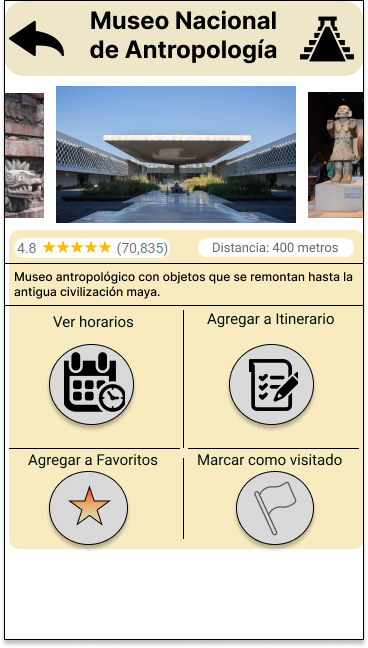 Museo Nacional
de Antropología
4.8 (70,835)
Distancia: 400 metros
Museo antropológico con objetos que se remontan hasta la
antigua civilización maya.
Ver horarios
Agregar a Itinerario
Agregar a Favoritos
Marcar como visitado